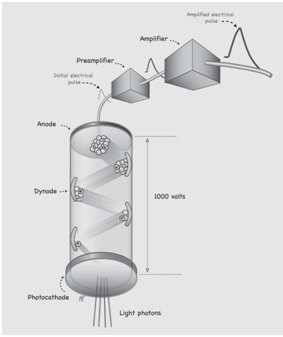 Amplified electrical
pulse
Amplifier
Preamplifier
Initial electrical
pulse
Anode
Dynode
1000 volts
Photocathode
Light photons